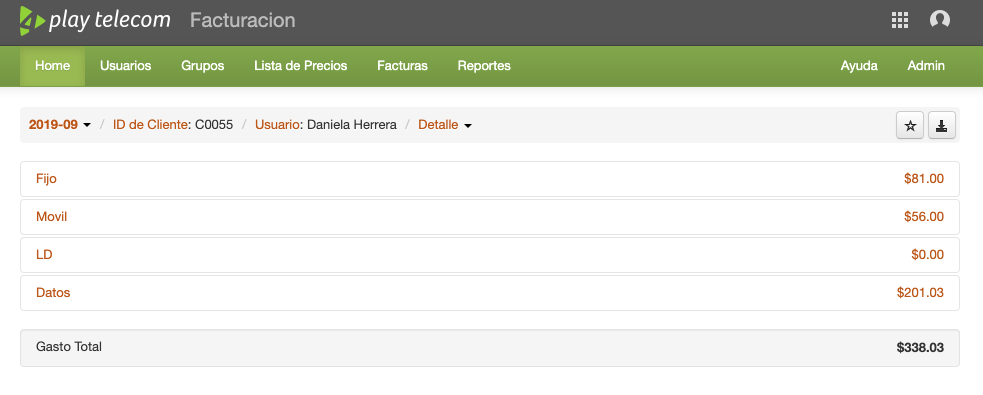 play telecom Facturacion
Home Usuarios Grupos Lista de Precios Facturas Reportes Ayuda Admin
2019-09 / ID de Cliente: C0055 / Usuario: Daniela Herrera / Detalle
Fijo $81.00
Movil $56.00
LD $0.00
Datos $201.03
Gasto Total $338.03